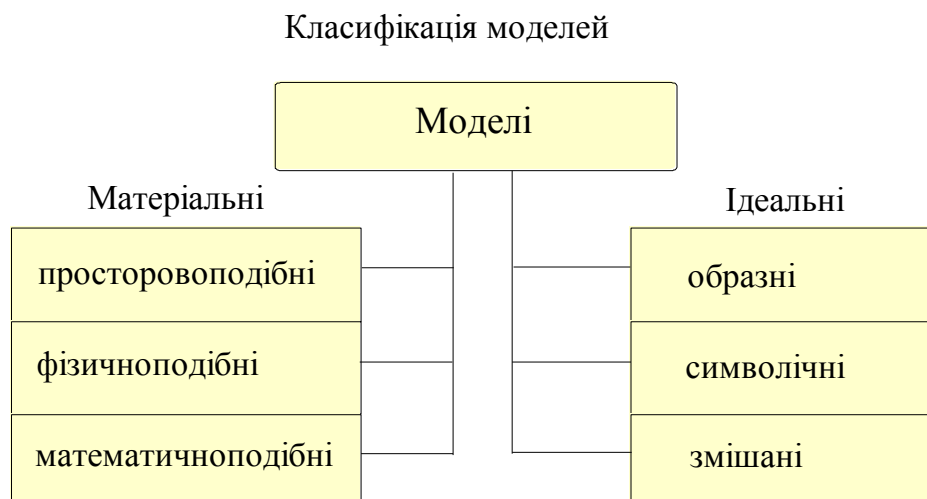 Класифікація моделей
Моделі
Матеріальні
просторовоподібні
фізичноподібні
математичноподібні
Ідеальні
образні
символічні
змішані